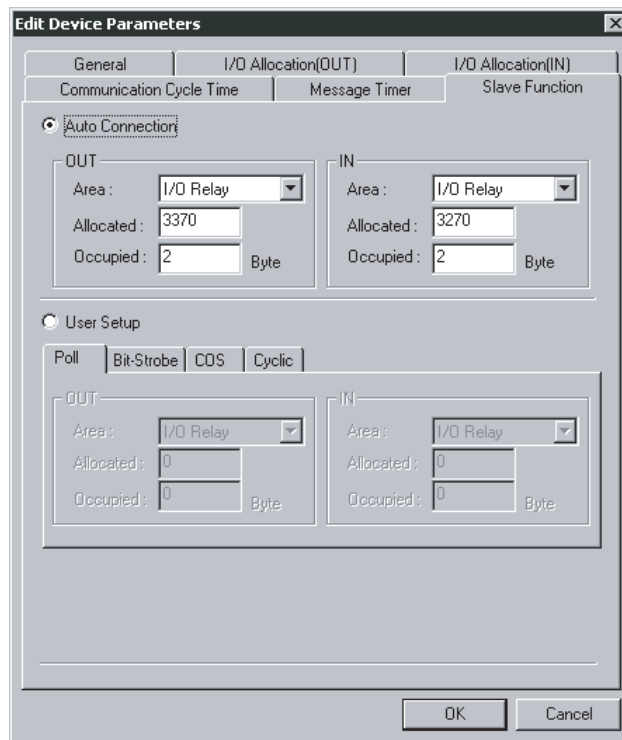 Edit Device Parameters
General I/O Allocation(OUT) I/O Allocation(IN)
Communication Cycle Time Message Timer Slave Function
Auto Connection
OUT IN
Area : I/O Relay Area : I/O Relay
Allocated : 3370 Allocated : 3270
Occupied : 2 Byte Occupied : 2 Byte
User Setup
Poll Bit-Strobe COS Cyclic
OUT IN
Area : I/O Relay Area : I/O Relay
Allocated : 0 Allocated : 0
Occupied : 0 Byte Occupied : 0 Byte
OK Cancel